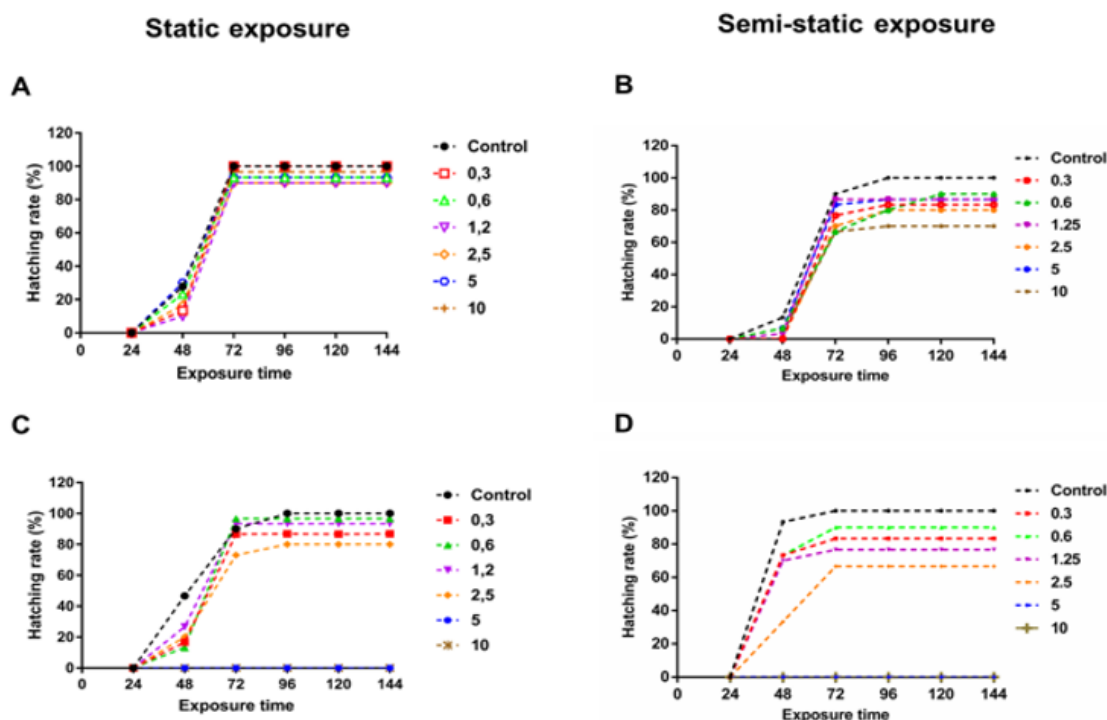 Static exposure
Semi-static exposure
A
120
100
80
60
40
20
0
Hatching rate (%)
0 24 48 72 96 120 144
Exposure time
Control
0,3
0,6
1,2
2,5
5
10
B
120
100
80
60
40
20
0
Hatching rate (%)
0 24 48 72 96 120 144
Exposure time
Control
0.3
0.6
1.25
2.5
5
10
C
120
100
80
60
40
20
0
Hatching rate (%)
0 24 48 72 96 120 144
Exposure time
Control
0,3
0,6
1,2
2,5
5
10
D
120
100
80
60
40
20
0
Hatching rate (%)
0 24 48 72 96 120 144
Exposure time
Control
0.3
0.6
1.25
2.5
5
10